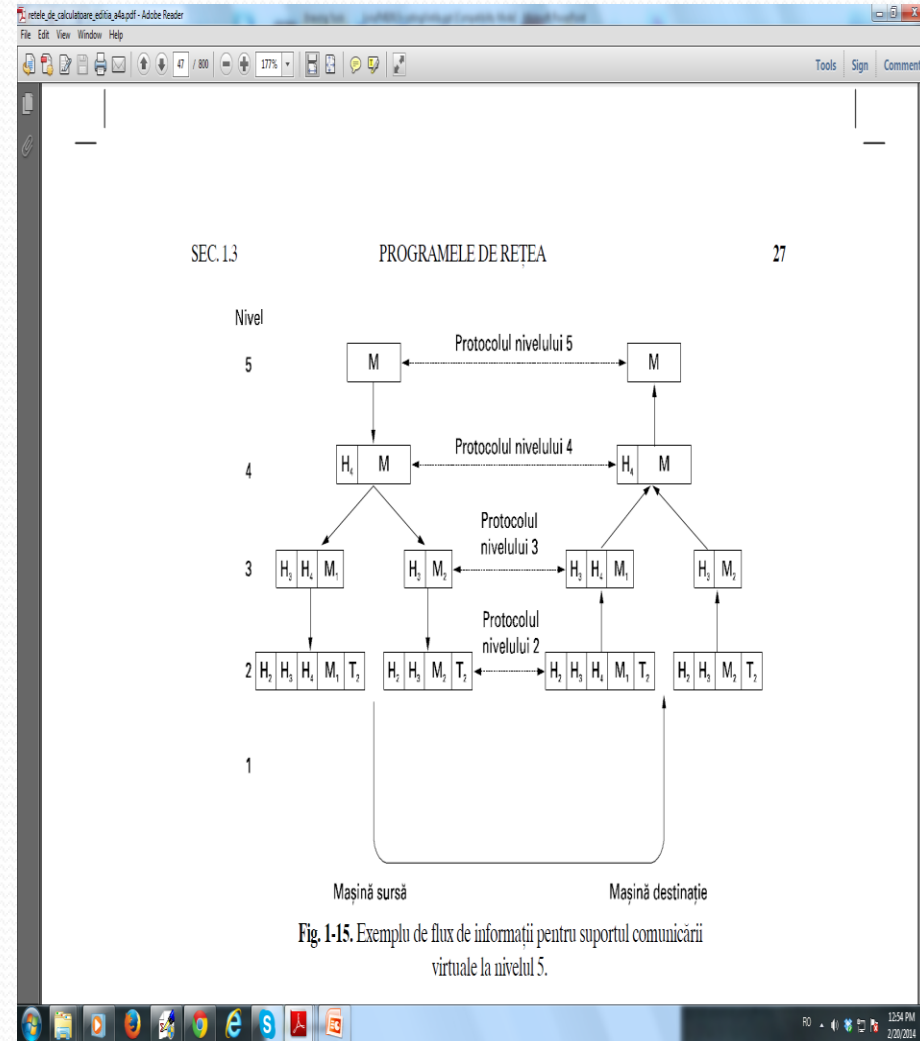 retele_de_calculatoare_editia_a4a.pdf - Adobe Reader
File Edit View Window Help
47 / 800 177% Tools Sign Comment
SEC. 1.3 PROGRAMELE DE REȚEA 27
Nivel
5 M Protocolul nivelului 5 M
4 H₄ M Protocolul nivelului 4 H₄ M
Protocolul
nivelului 3
3 H₃ H₄ M₁ H₃ M₂ H₃ H₄ M₁ H₃ M₂
Protocolul
nivelului 2
2 H₂ H₃ H₄ M₁ T₂ H₂ H₃ M₂ T₂ H₂ H₃ H₄ M₁ T₂ H₂ H₃ M₂ T₂
1
Mașină sursă Mașină destinație
Fig. 1-15. Exemplu de flux de informații pentru suportul comunicării
virtuale la nivelul 5.
RO 12:54 PM
2/20/2014